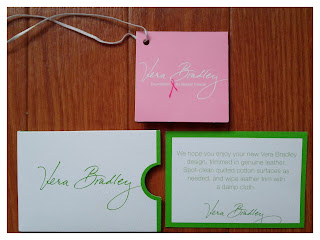 Vera Bradley
Vera Bradley
We hope you enjoy your new Vera Bradley
design, trimmed in genuine leather.
Spot-clean quilted cotton surfaces as
needed, and wipe leather trim with
a damp cloth.
Vera Bradley